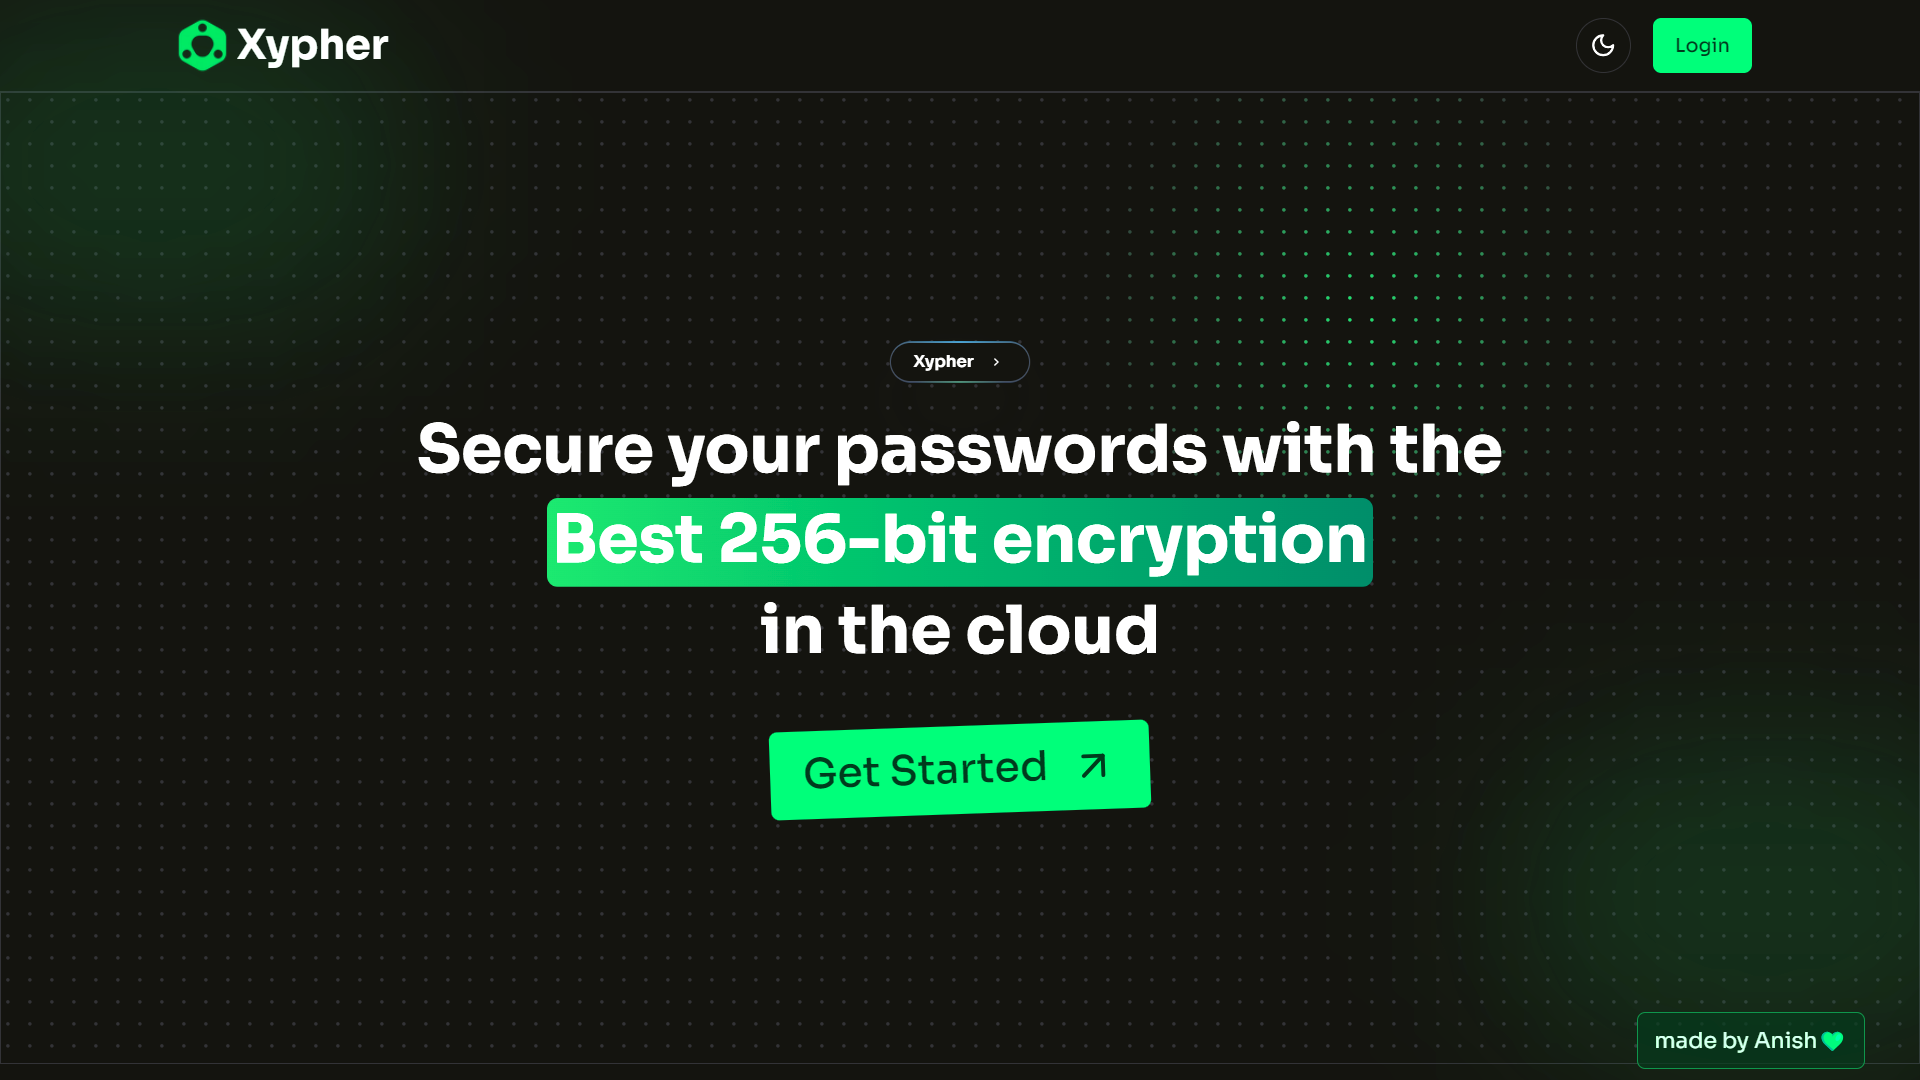 Xypher
Login
Xypher
Secure your passwords with the
Best 256-bit encryption
in the cloud
Get Started
made by Anish